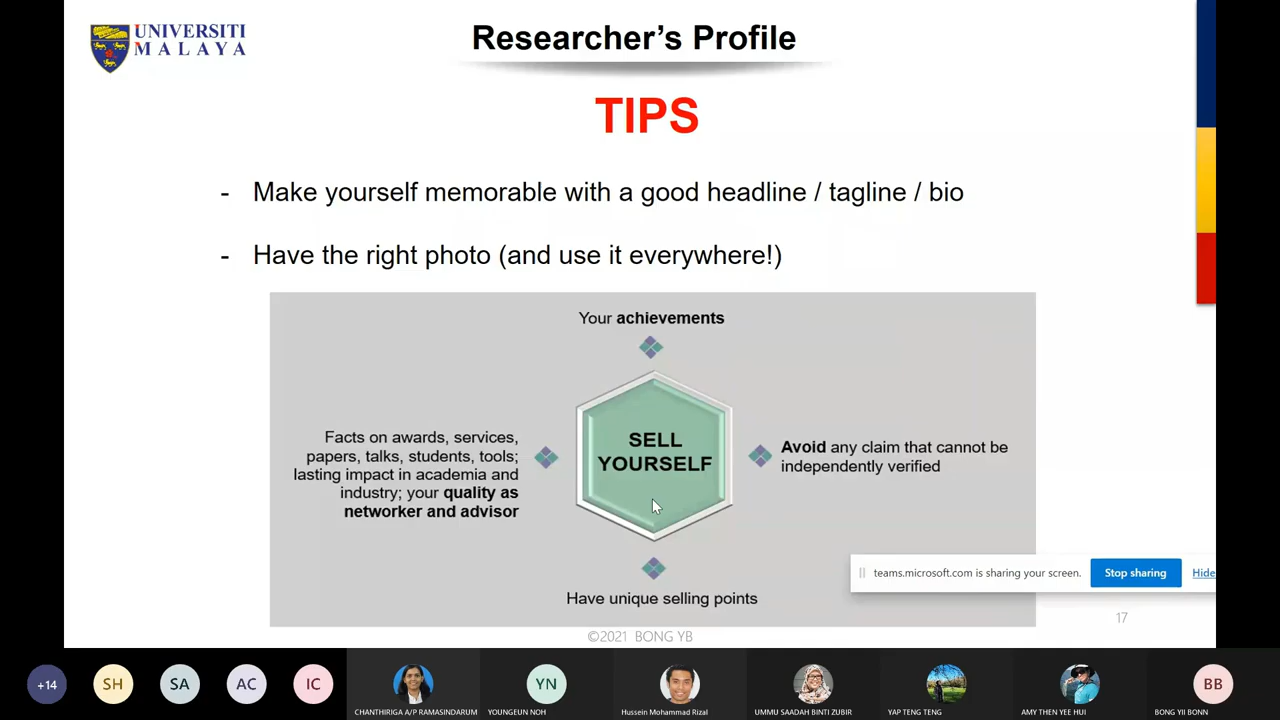 UNIVERSITI
MALAYA
Researcher's Profile
TIPS
- Make yourself memorable with a good headline / tagline / bio
- Have the right photo (and use it everywhere!)
Your achievements
SELL
YOURSELF
Facts on awards, services,
papers, talks, students, tools;
lasting impact in academia and
industry; your quality as
networker and advisor
Avoid any claim that cannot be
independently verified
Have unique selling points
teams.microsoft.com is sharing your screen.
Stop sharing
Hide
17
©2021 BONG YB
+14
SH
SA
AC
IC
CHANTHIRIGA A/P RAMASINDARUM
YN
YOUNGEUN NOH
Hussein Mohammad Rizal
UMMU SAADAH BINTI ZUBIR
YAP TENG TENG
AMY THEN YEE HUI
BB
BONG YII BONN